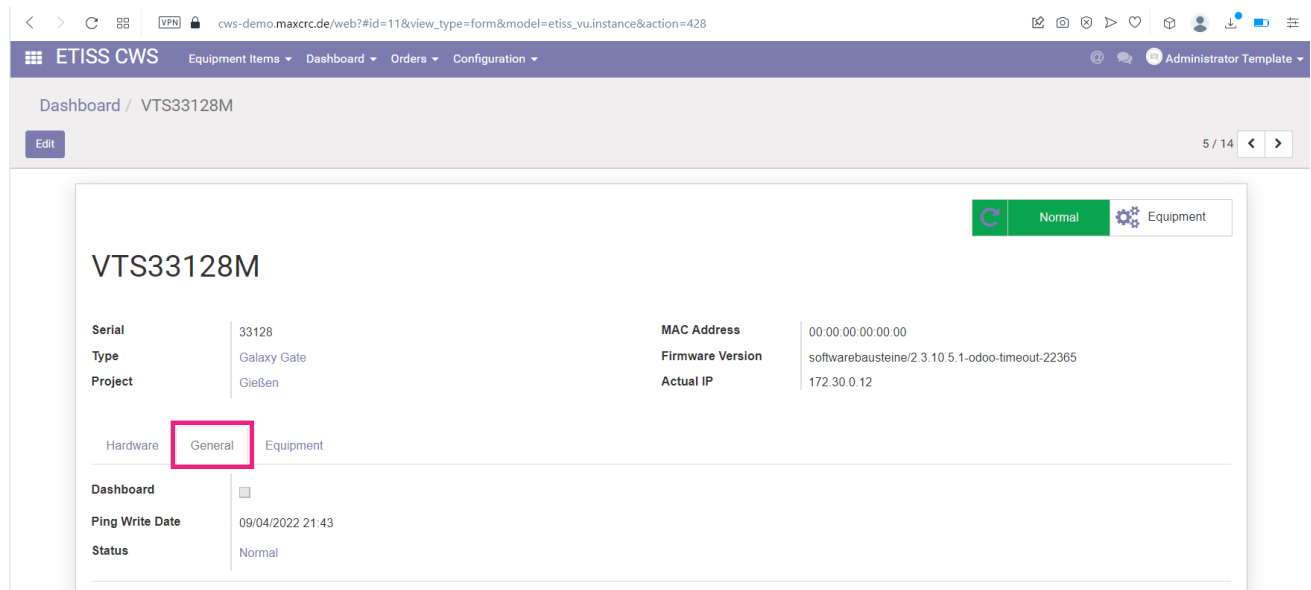 VPN cws-demo.maxcrc.de/web?#id=11&view_type=form&model=etiss_vu.instance&action=428
ETISS CWS Equipment Items Dashboard Orders Configuration @ Administrator Template
Dashboard / VTS33128M
Edit 5 / 14
Normal Equipment
VTS33128M
Serial 33128 MAC Address 00:00:00:00:00:00
Type Galaxy Gate Firmware Version softwarebausteine/2.3.10.5.1-odoo-timeout-22365
Project Gießen Actual IP 172.30.0.12
Hardware General Equipment
Dashboard
Ping Write Date 09/04/2022 21:43
Status Normal